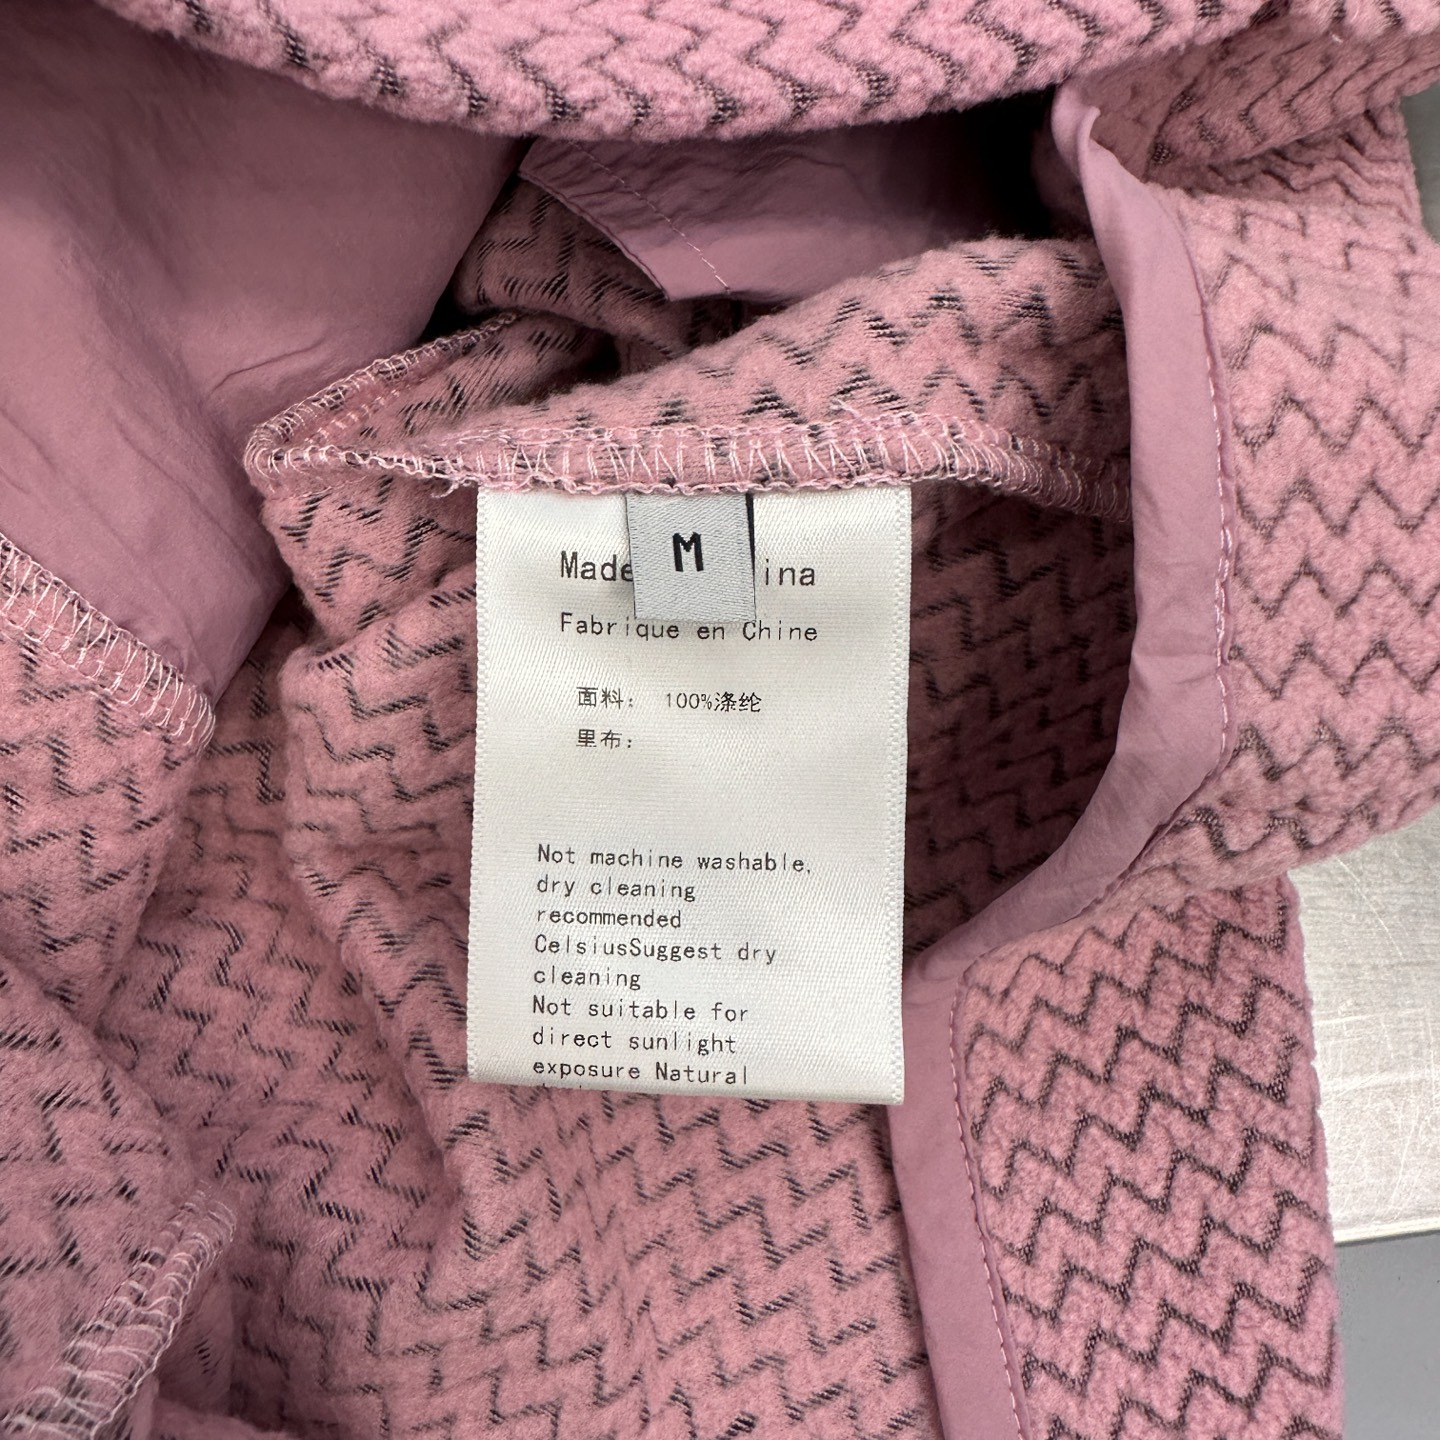 M
Made ina
Fabrique en Chine
面料： 100%涤纶
里布：
Not machine washable,
dry cleaning
recommended
CelsiusSuggest dry
cleaning
Not suitable for
direct sunlight
exposure Natural